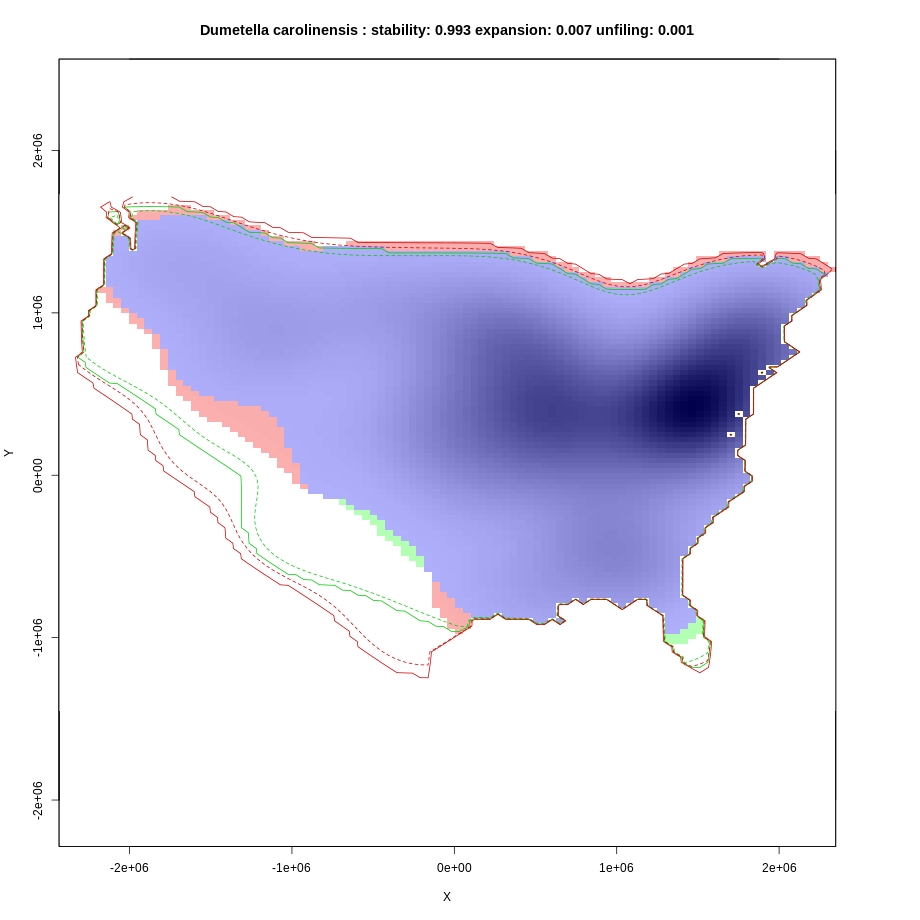 Dumetella carolinensis : stability: 0.993 expansion: 0.007 unfiling: 0.001
2e+06
1e+06
0e+00
-1e+06
-2e+06
Y
-2e+06 -1e+06 0e+00 1e+06 2e+06
X